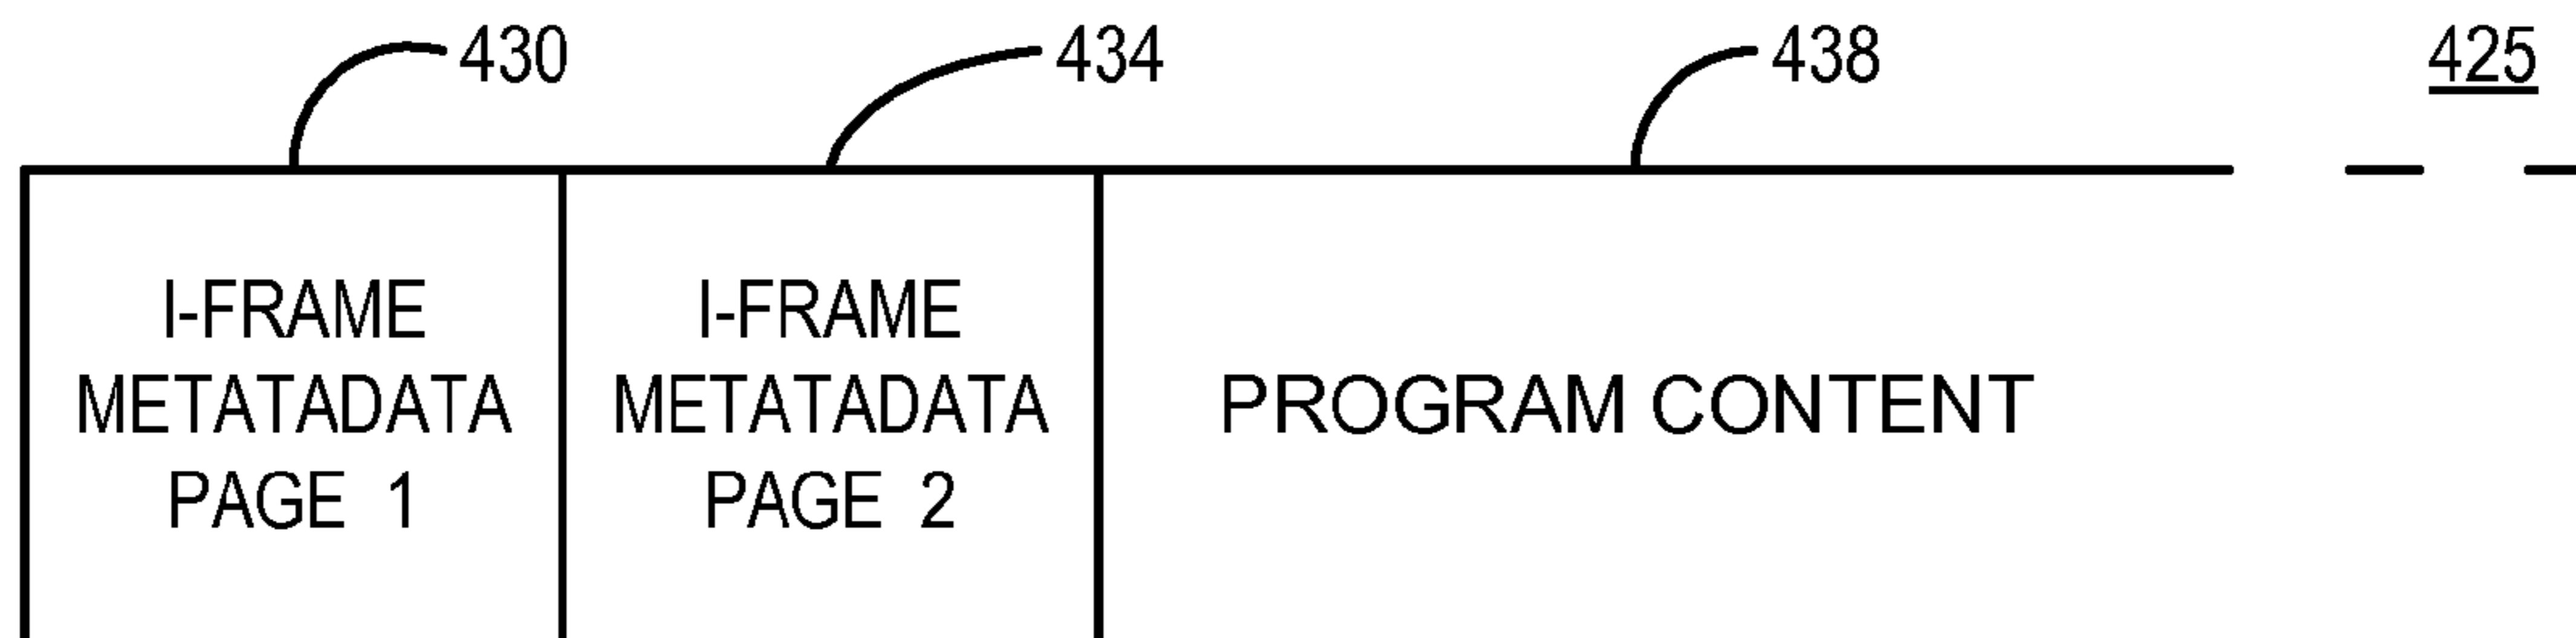 430 434 438 425
I-FRAME
METATADATA
PAGE 1
I-FRAME
METATADATA
PAGE 2
PROGRAM CONTENT